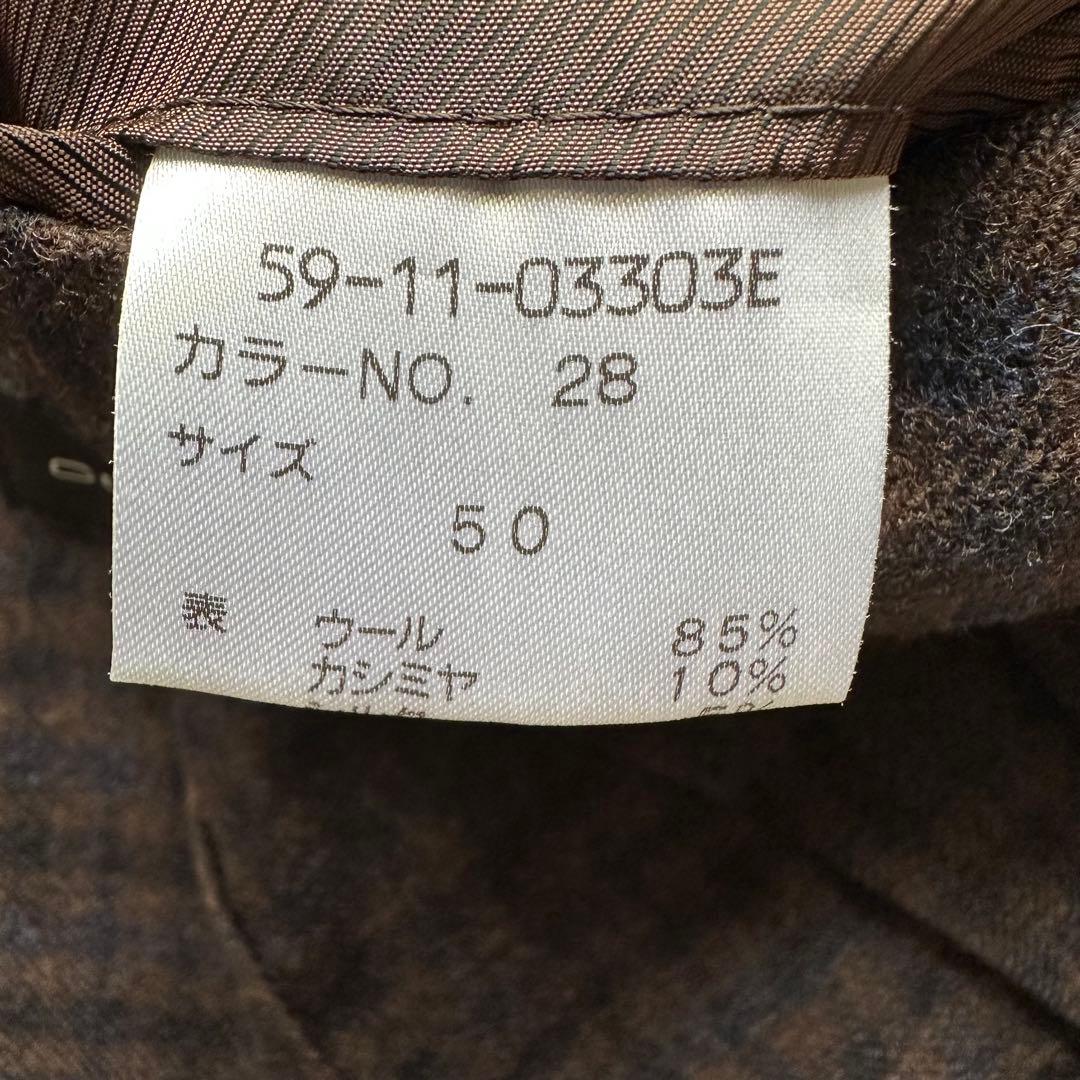 59-11-03303E
カラーNO. 28
サイズ
50
表 ウール 85%
カシミヤ 10%